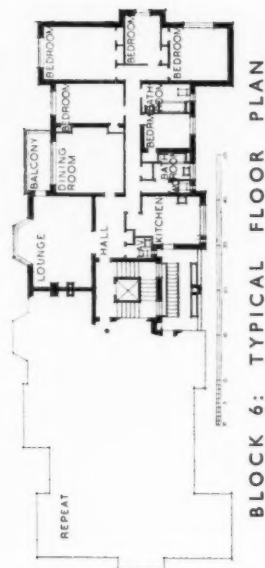 BEDROOM
BEDROOM
BEDROOM
BEDROOM
BATH
ROOM
BALCONY
DINING
ROOM
BATH
ROOM
LOUNGE
HALL
KITCHEN
REPEAT
BLOCK 6: TYPICAL FLOOR PLAN